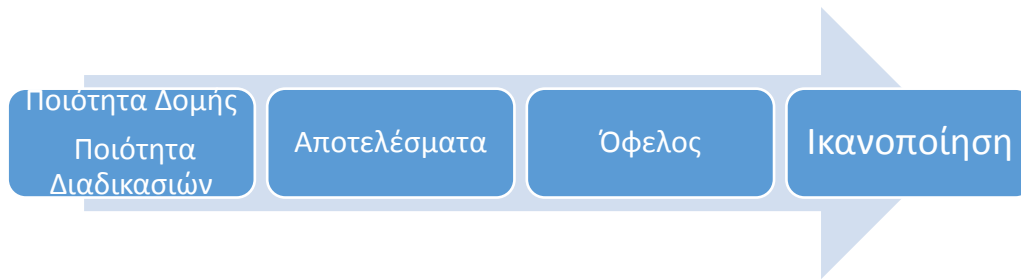 Ποιότητα Δομής
Ποιότητα
Διαδικασιών
Αποτελέσματα
Όφελος
Ικανοποίηση